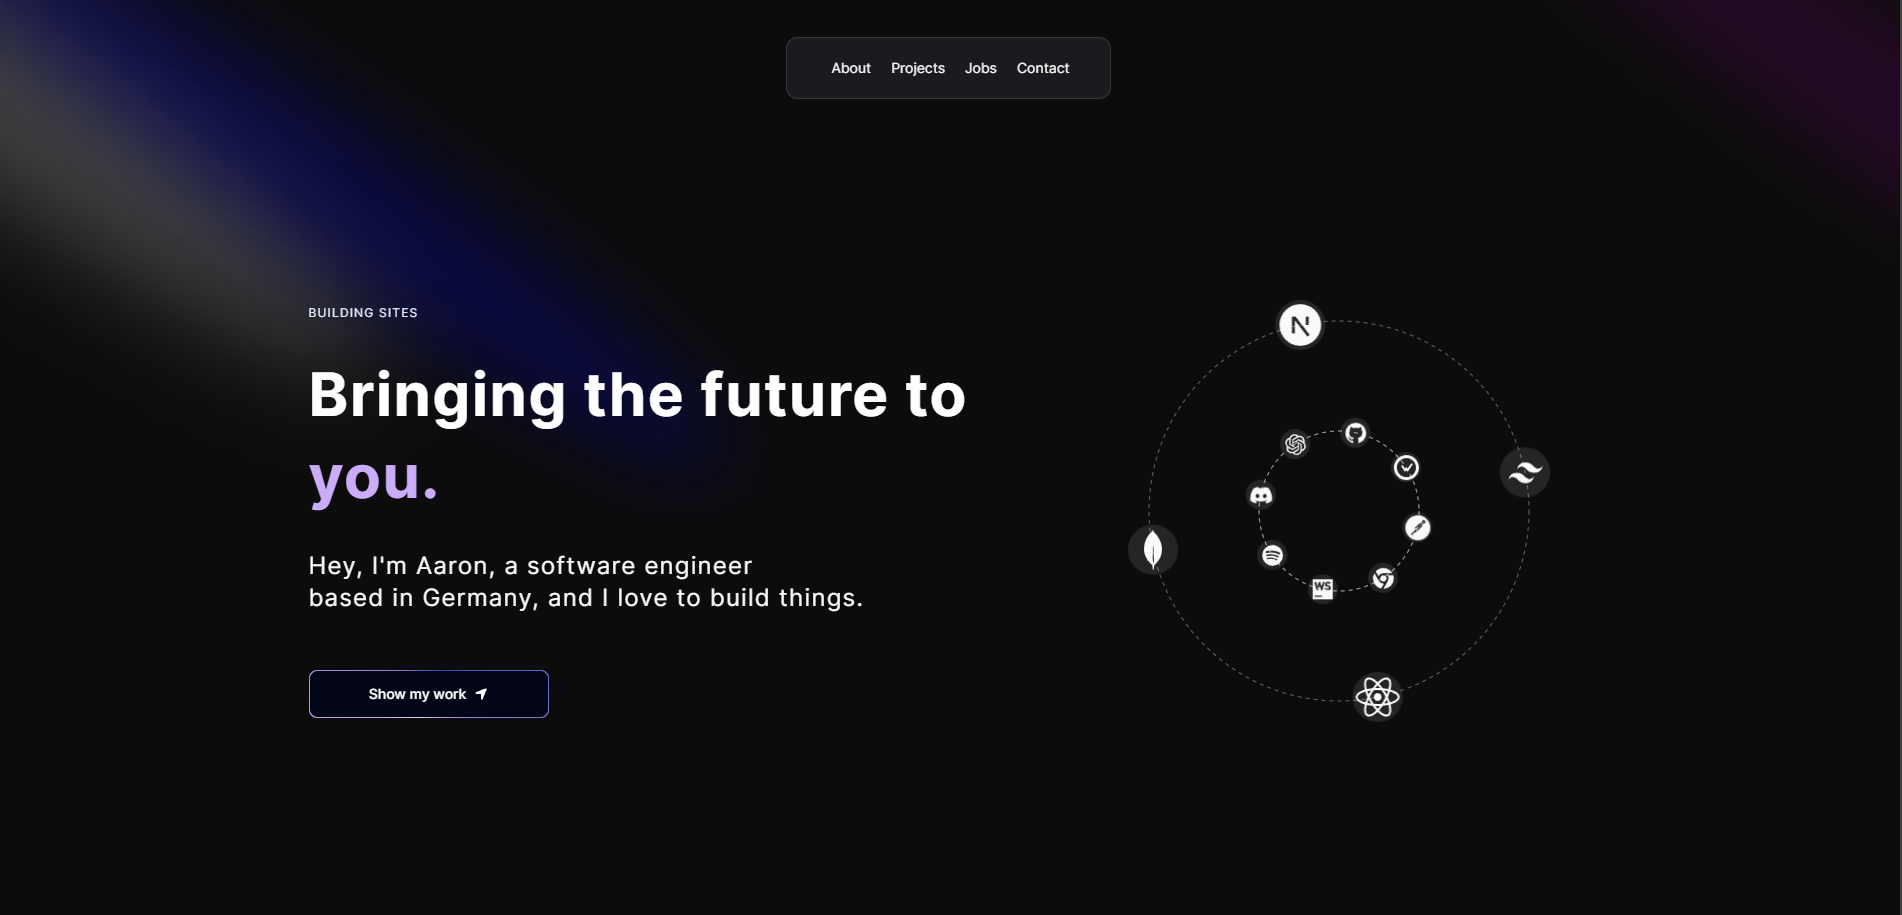 About Projects Jobs Contact
BUILDING SITES
Bringing the future to
you.
Hey, I'm Aaron, a software engineer
based in Germany, and I love to build things.
Show my work
N
WS